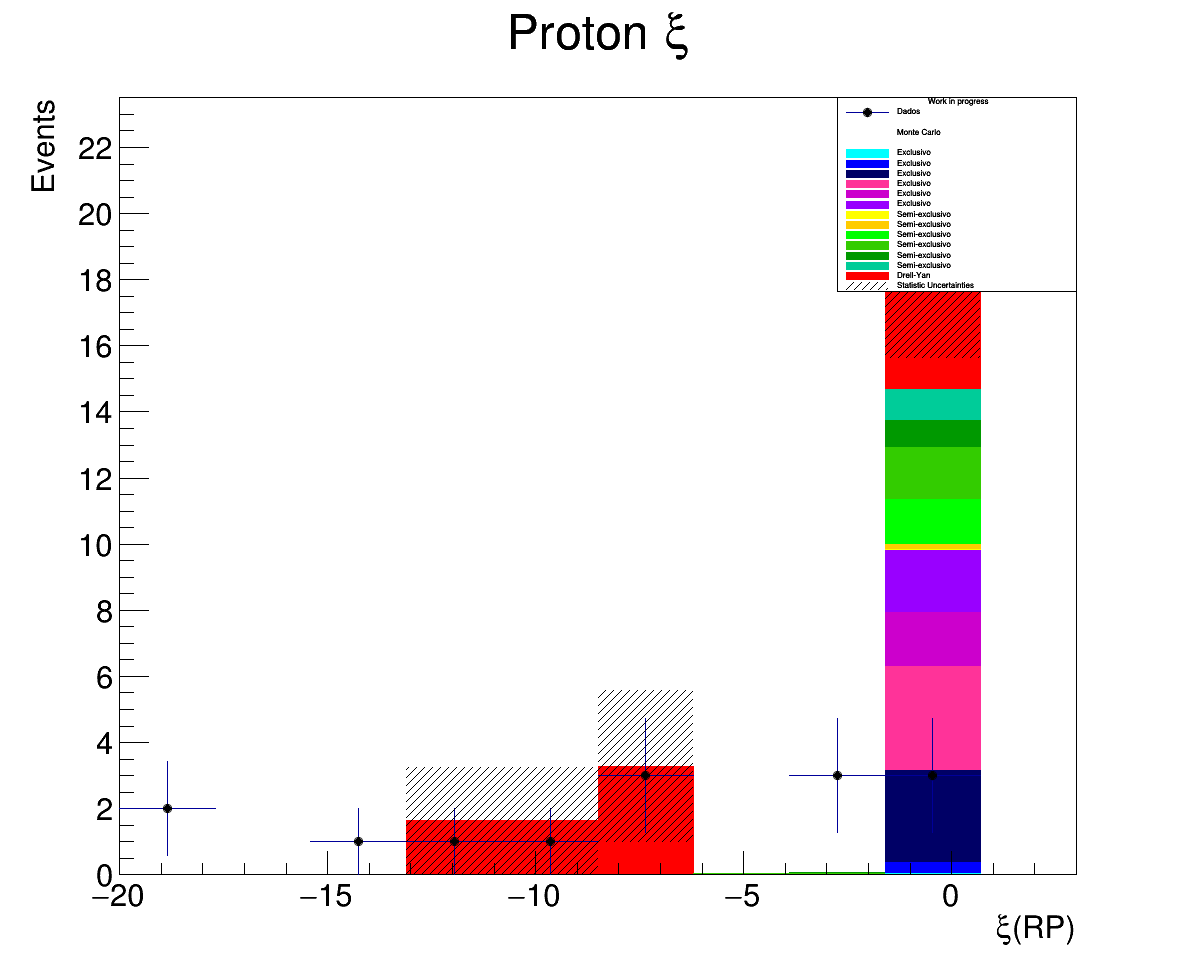 Proton ξ
Events
Work in progress
Dados
Monte Carlo
Exclusivo
Exclusivo
Exclusivo
Exclusivo
Exclusivo
Exclusivo
Semi-exclusivo
Semi-exclusivo
Semi-exclusivo
Semi-exclusivo
Semi-exclusivo
Semi-exclusivo
Drell-Yan
Statistic Uncertainties
22
20
18
16
14
12
10
8
6
4
2
0
−20 −15 −10 −5 0
ξ(RP)